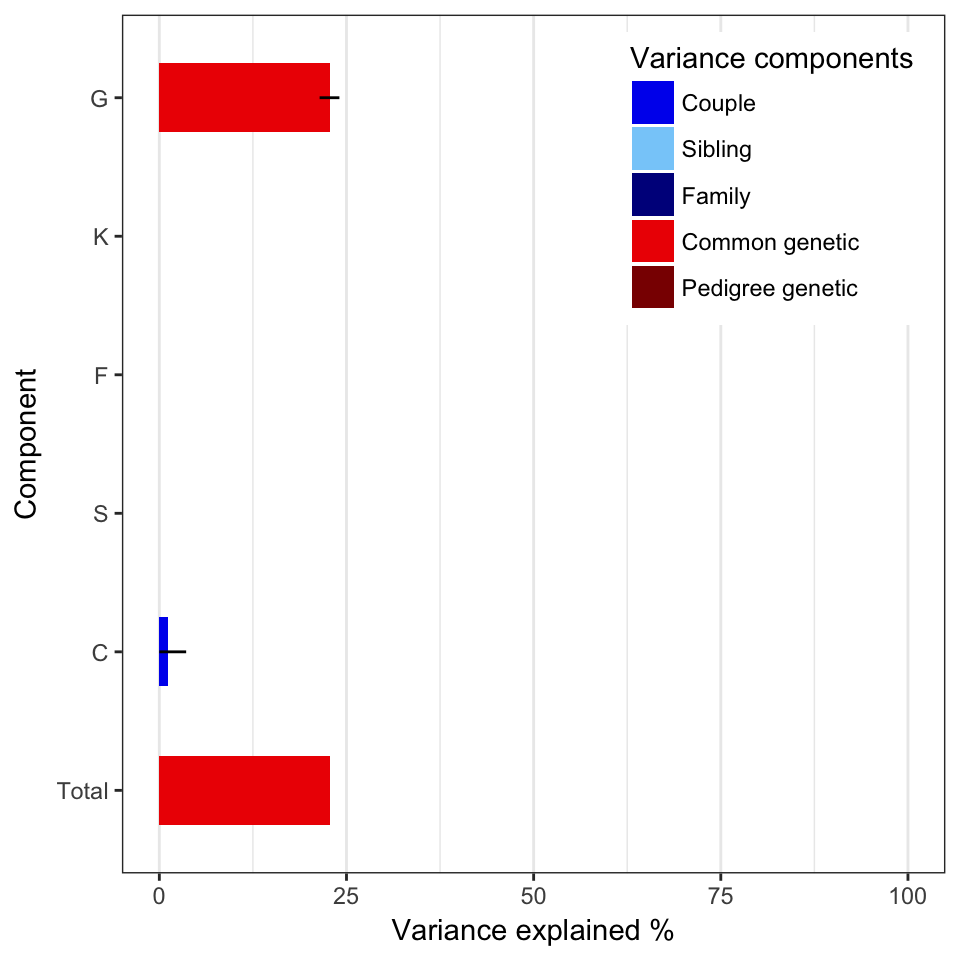 Variance components
Couple
Sibling
Family
Common genetic
Pedigree genetic
Component
G
K
F
S
C
Total
0 25 50 75 100
Variance explained %